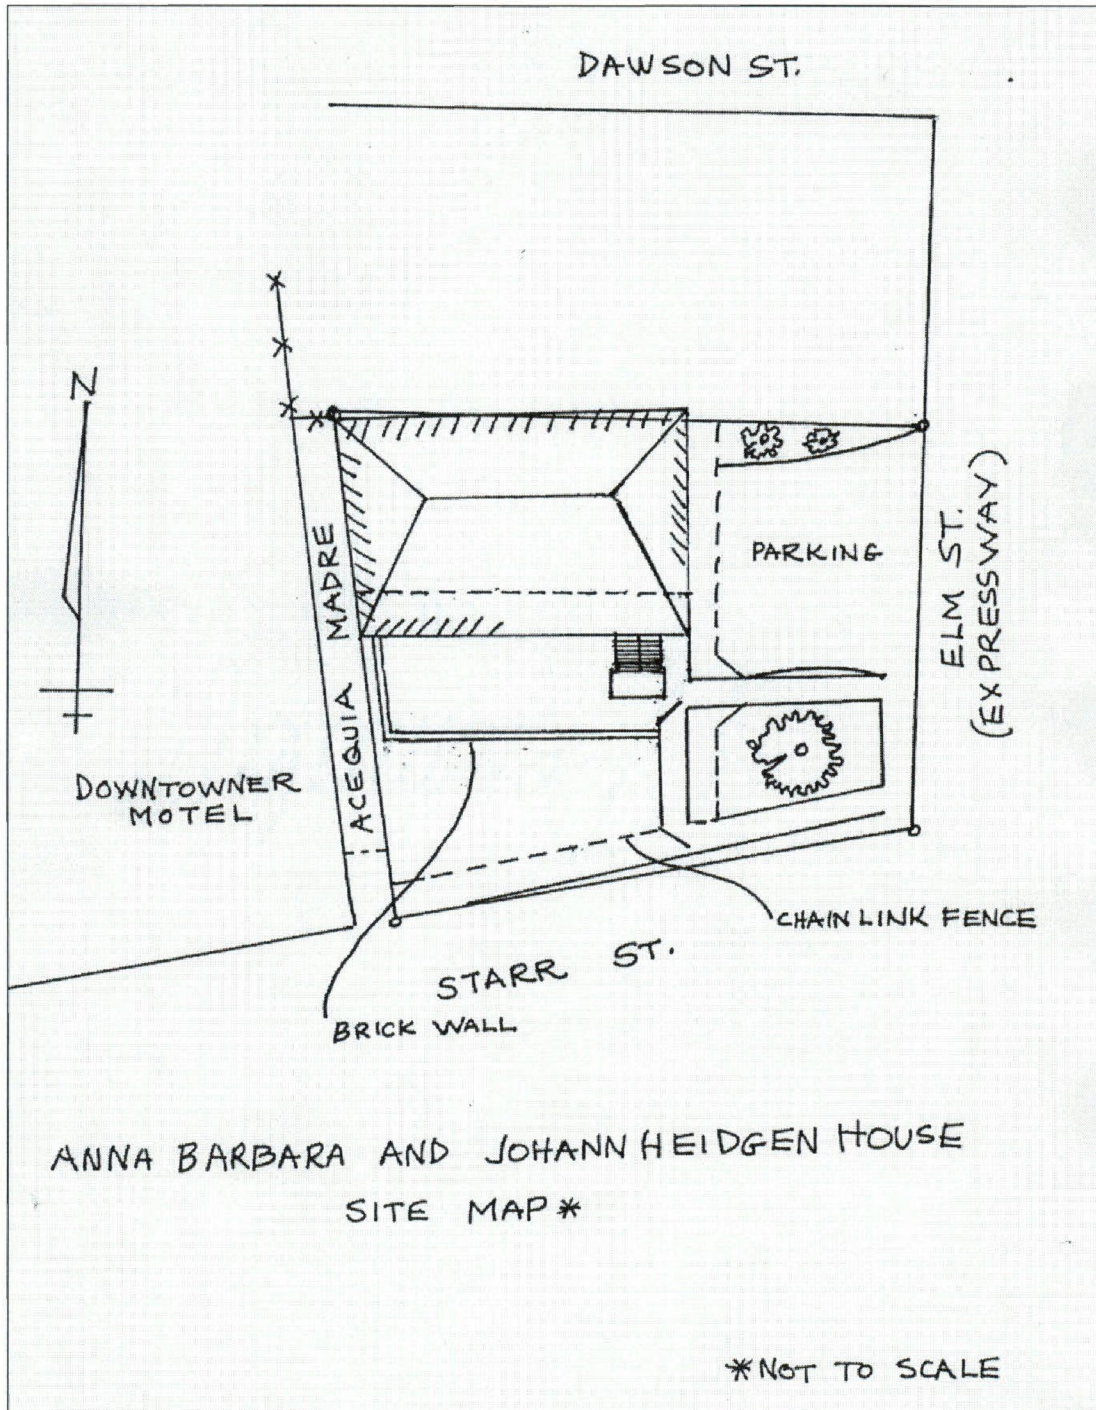 DAWSON ST.
N
MADRE
ACEQUIA
PARKING
ELM ST.
(EXPRESSWAY)
DOWNTOWNER
MOTEL
CHAIN LINK FENCE
STARR ST.
BRICK WALL
ANNA BARBARA AND JOHANN HEIDGEN HOUSE
SITE MAP*
*NOT TO SCALE